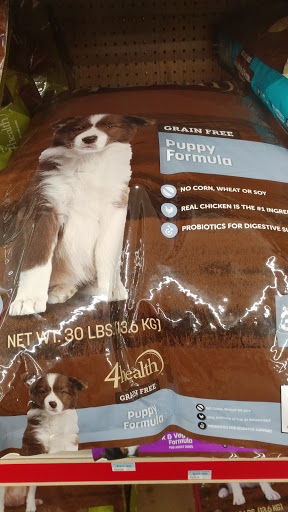 GRAIN FREE
Puppy
Formula
NO CORN, WHEAT OR SOY
REAL CHICKEN IS THE #1 INGRE
PROBIOTICS FOR DIGESTIVE SU
NET WT. 30 LBS (13.6 KG)
4health
GRAIN FREE
Puppy
Formula
Formula